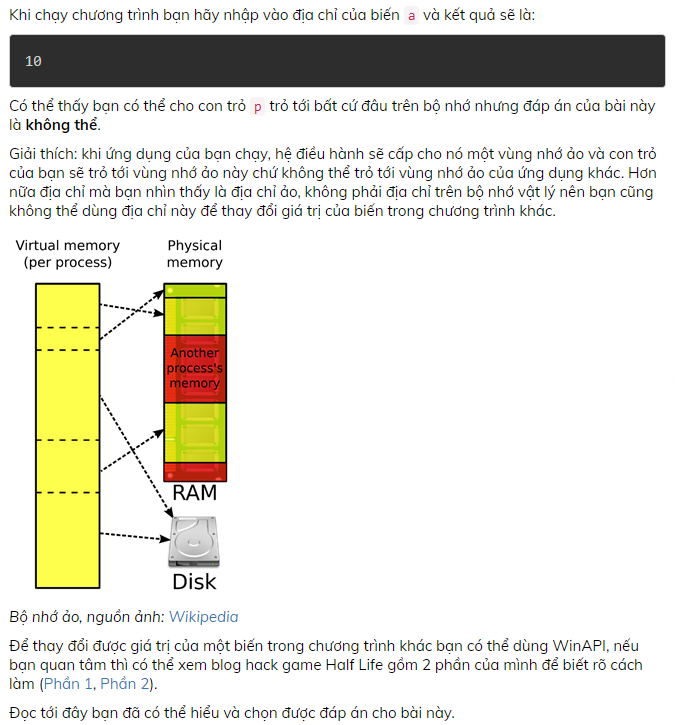 Khi chạy chương trình bạn hãy nhập vào địa chỉ của biến a và kết quả sẽ là:
10
Có thể thấy bạn có thể cho con trỏ p trỏ tới bất cứ đâu trên bộ nhớ nhưng đáp án của bài này
là không thể.
Giải thích: khi ứng dụng của bạn chạy, hệ điều hành sẽ cấp cho nó một vùng nhớ ảo và con trỏ
của bạn sẽ trỏ tới vùng nhớ ảo này chứ không thể trỏ tới vùng nhớ ảo của ứng dụng khác. Hơn
nữa địa chỉ mà bạn nhìn thấy là địa chỉ ảo, không phải địa chỉ trên bộ nhớ vật lý nên bạn cũng
không thể dùng địa chỉ này để thay đổi giá trị của biến trong chương trình khác.
Virtual memory
(per process)
Physical
memory
Another
process's
memory
RAM
Disk
Bộ nhớ ảo, nguồn ảnh: Wikipedia
Để thay đổi được giá trị của một biến trong chương trình khác bạn có thể dùng WinAPI, nếu
bạn quan tâm thì có thể xem blog hack game Half Life gồm 2 phần của mình để biết rõ cách
làm (Phần 1, Phần 2).
Đọc tới đây bạn đã có thể hiểu và chọn được đáp án cho bài này.